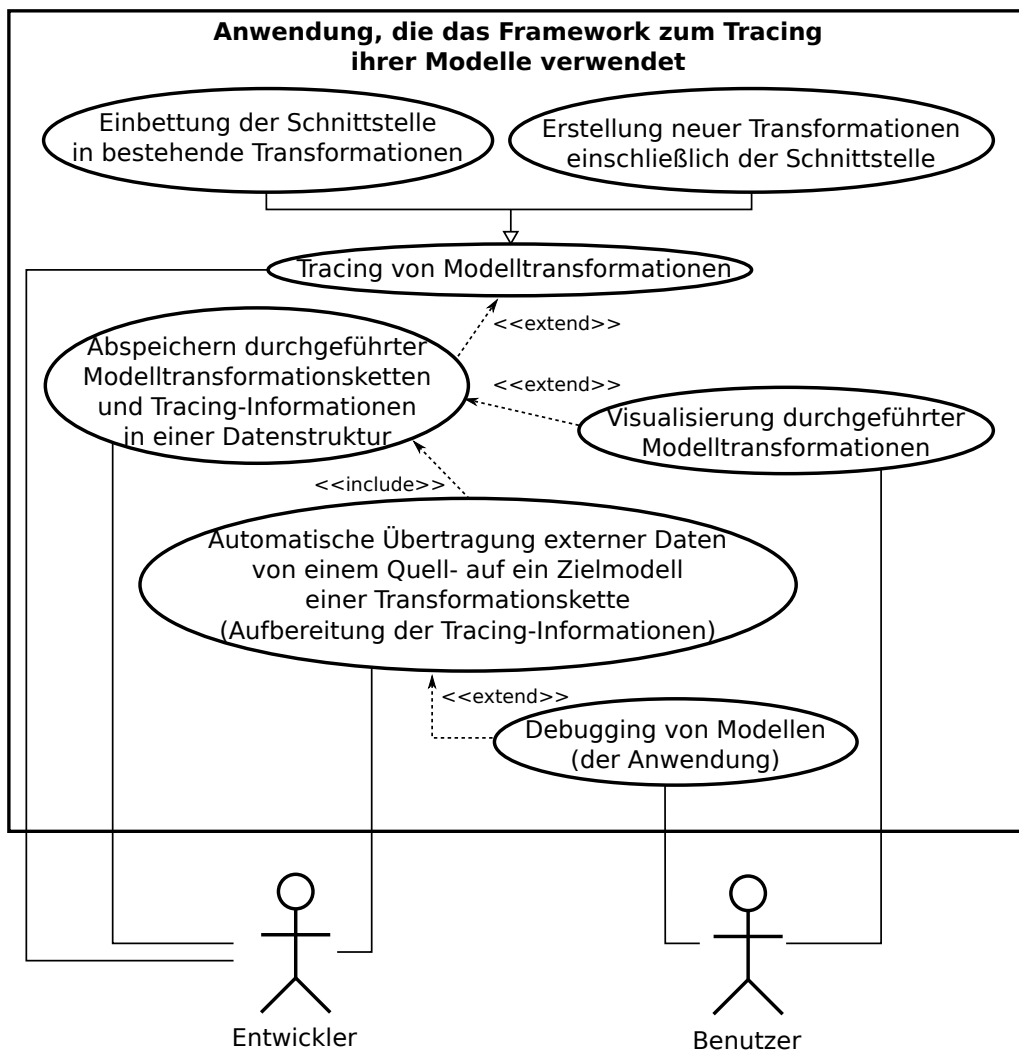 Anwendung, die das Framework zum Tracing
ihrer Modelle verwendet
Einbettung der Schnittstelle
in bestehende Transformationen
Erstellung neuer Transformationen
einschließlich der Schnittstelle
Tracing von Modelltransformationen
<<extend>>
Abspeichern durchgeführter
Modelltransformationsketten
und Tracing-Informationen
in einer Datenstruktur
<<extend>>
Visualisierung durchgeführter
Modelltransformationen
<<include>>
Automatische Übertragung externer Daten
von einem Quell- auf ein Zielmodell
einer Transformationskette
(Aufbereitung der Tracing-Informationen)
<<extend>>
Debugging von Modellen
(der Anwendung)
Entwickler
Benutzer